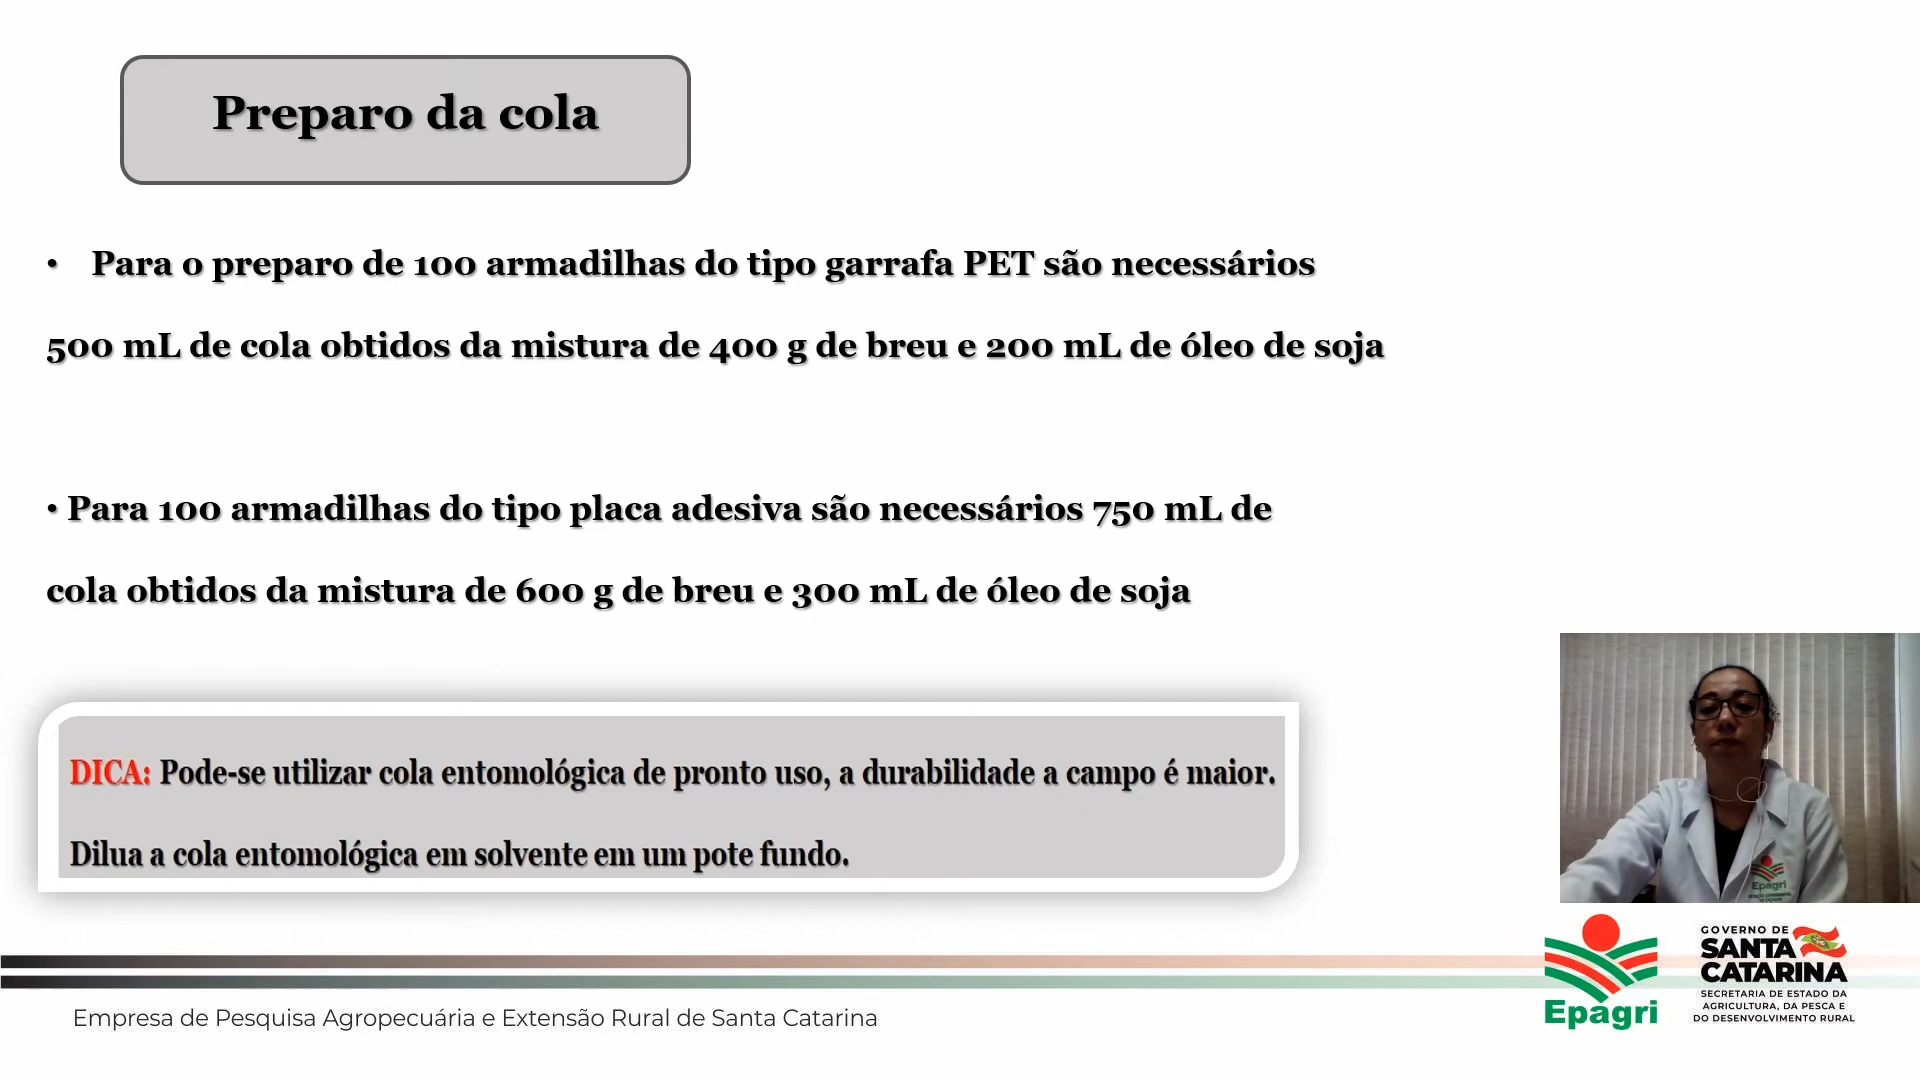 Preparo da cola
• Para o preparo de 100 armadilhas do tipo garrafa PET são necessários
500 mL de cola obtidos da mistura de 400 g de breu e 200 mL de óleo de soja
• Para 100 armadilhas do tipo placa adesiva são necessários 750 mL de
cola obtidos da mistura de 600 g de breu e 300 mL de óleo de soja
DICA: Pode-se utilizar cola entomológica de pronto uso, a durabilidade a campo é maior.
Dilua a cola entomológica em solvente em um pote fundo.
Epagri
Empresa de Pesquisa Agropecuária e Extensão Rural de Santa Catarina
Epagri
GOVERNO DE
SANTA
CATARINA
SECRETARIA DE ESTADO DA
AGRICULTURA, DA PESCA E
DO DESENVOLVIMENTO RURAL